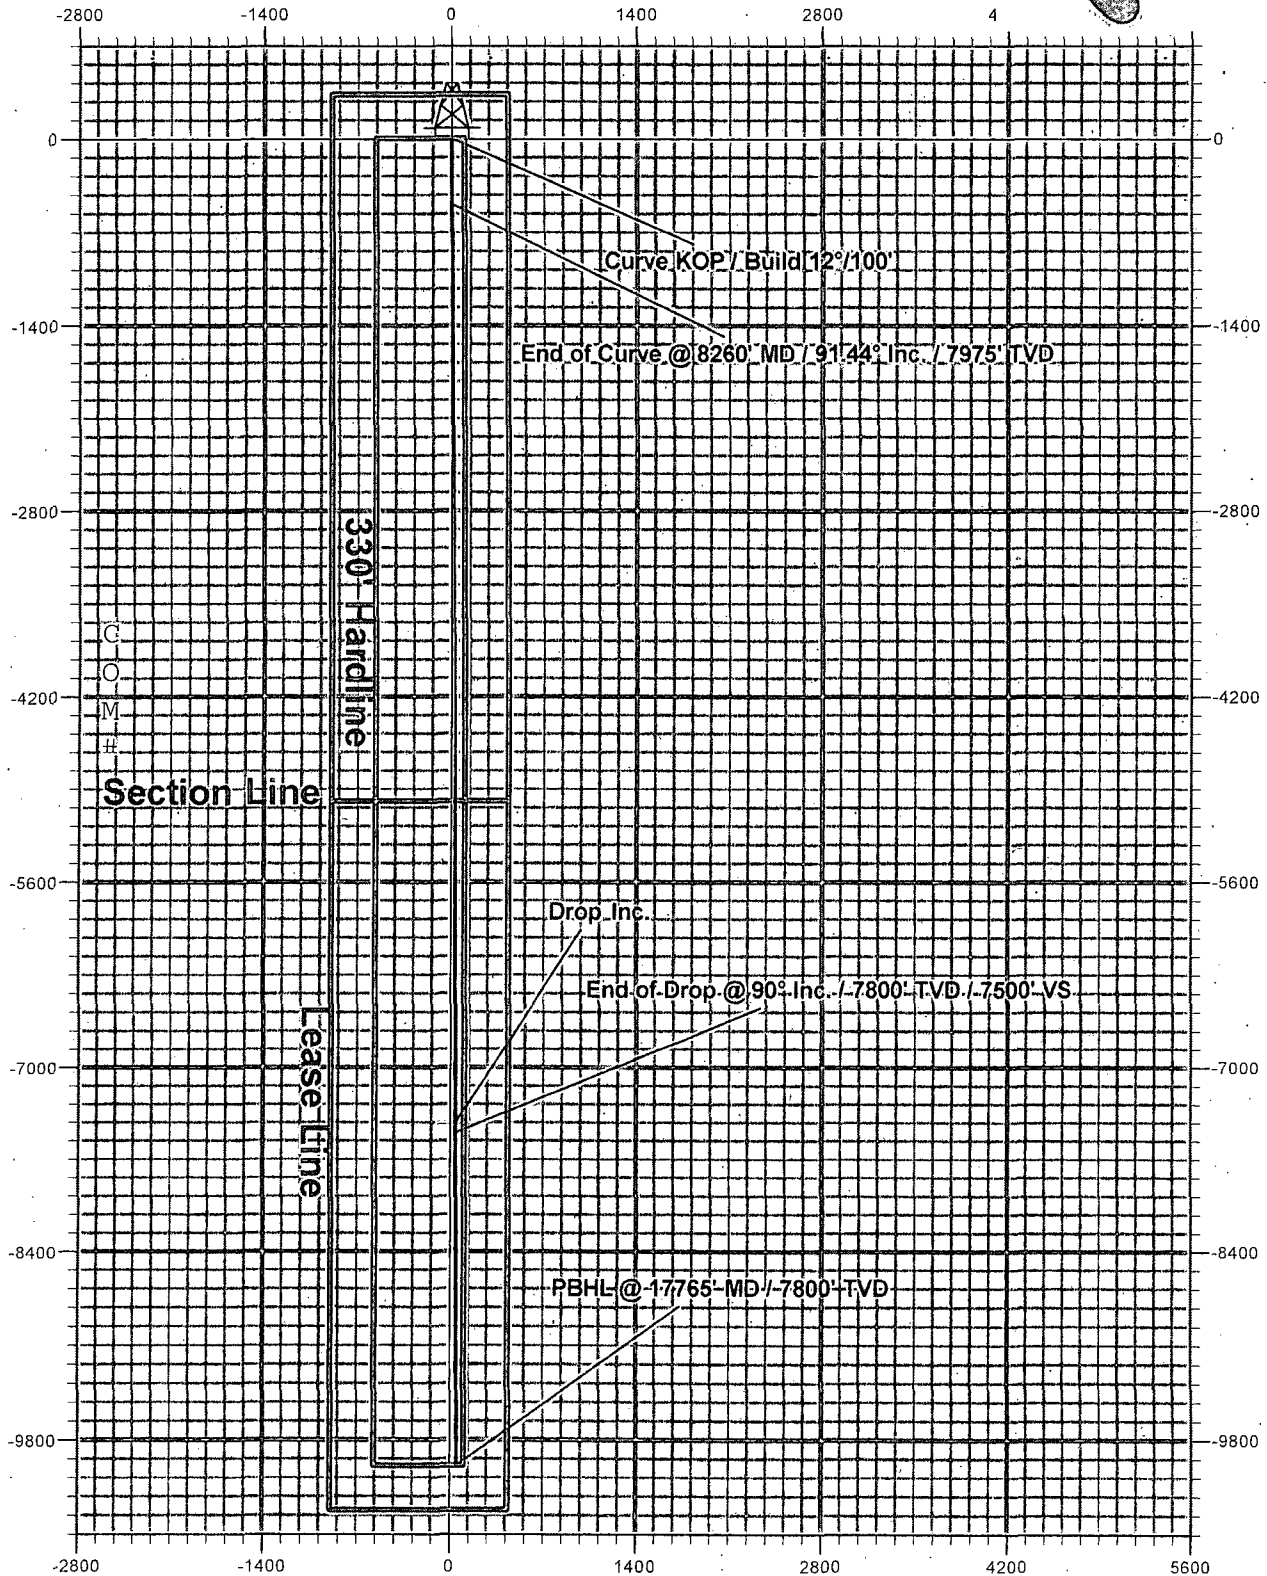 -2800 -1400 0 1400 2800 4
0 0
Curve KOP / Build 12°/100'
-1400 -1400
End of Curve @ 8260' MD / 91.44° Inc. / 7975' TVD
-2800 -2800
330' Hardline
C
O
M
#
-4200 -4200
Section Line
-5600 -5600
Drop Inc.
End of Drop @ 90° Inc. / 7800' TVD / 7500' VS
Lease Line
-7000 -7000
-8400 -8400
PBHL @ 17765' MD / 7800' TVD
-9800 -9800
-2800 -1400 0 1400 2800 4200 5600